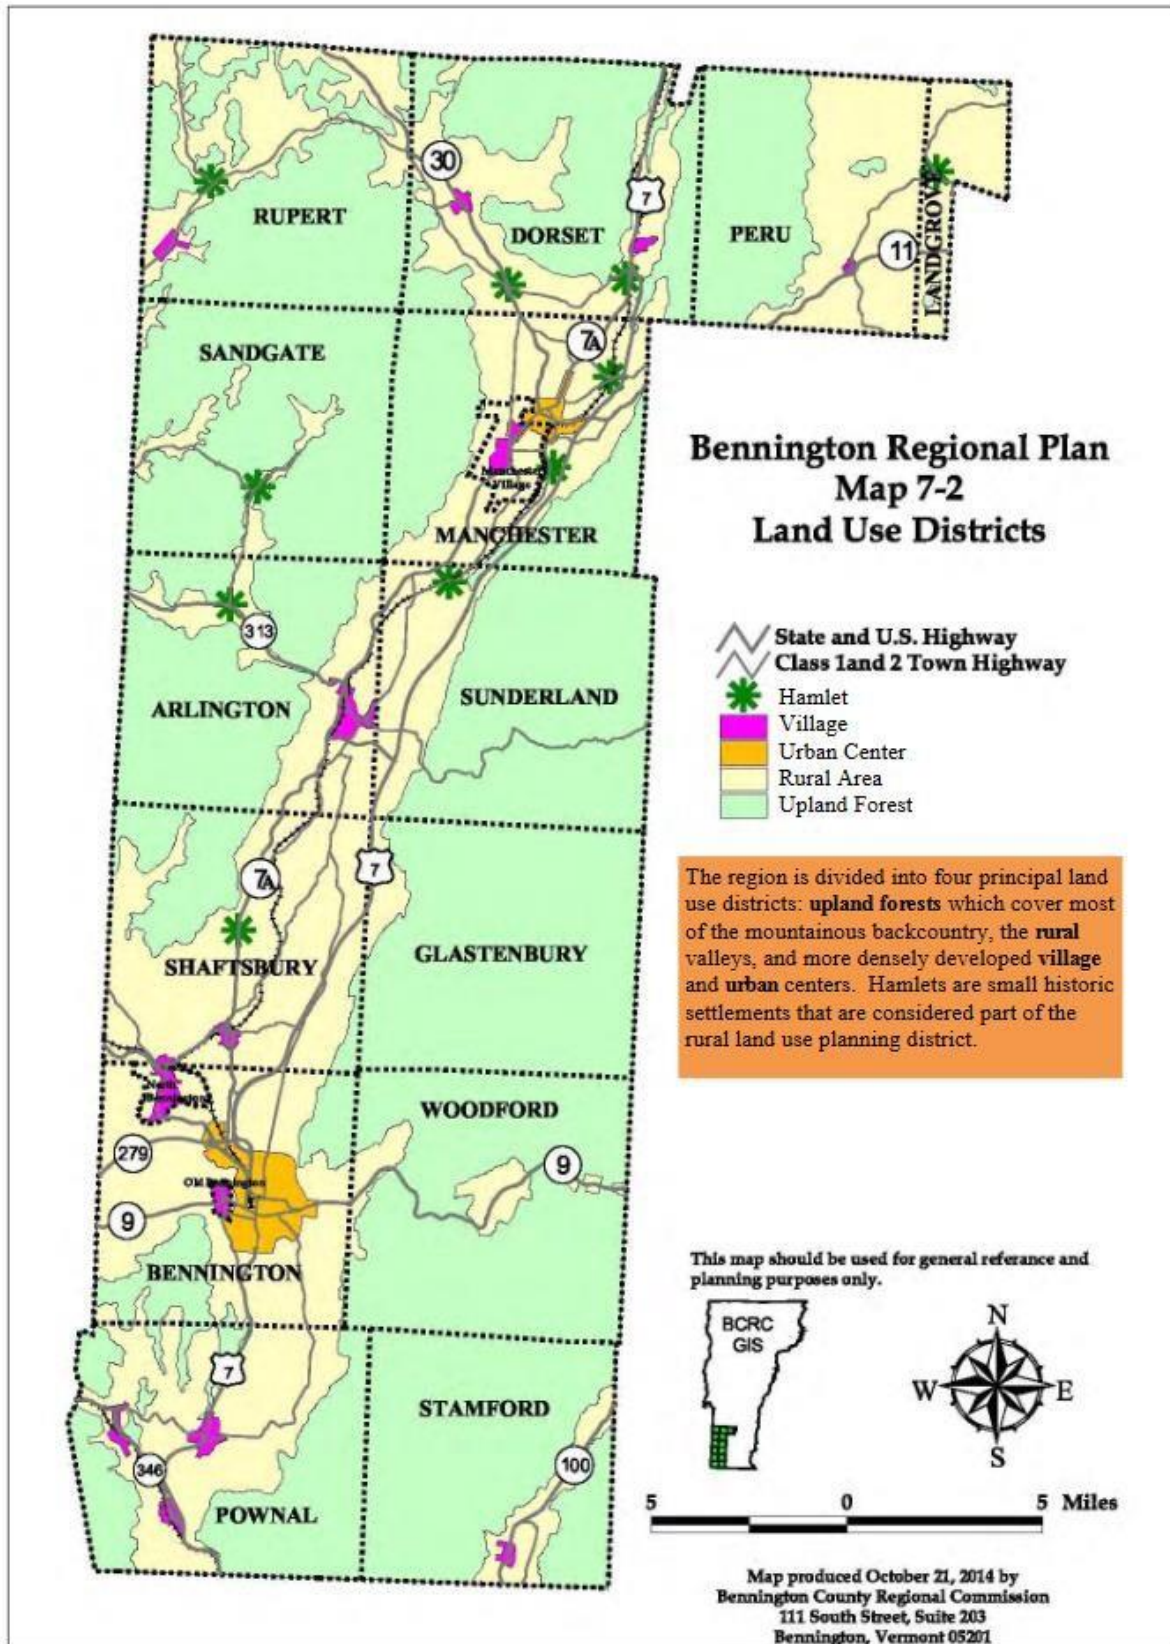 30
7
RUPERT
DORSET
PERU
11
LANDGROVE
7A
SANDGATE
Bennington Regional Plan
Map 7-2
Land Use Districts
Manchester
Village
MANCHESTER
313
State and U.S. Highway
Class 1and 2 Town Highway
Hamlet
Village
Urban Center
Rural Area
Upland Forest
ARLINGTON
SUNDERLAND
7A
7
The region is divided into four principal land
use districts: upland forests which cover most
of the mountainous backcountry, the rural
valleys, and more densely developed village
and urban centers. Hamlets are small historic
settlements that are considered part of the
rural land use planning district.
GLASTENBURY
SHAFTSBURY
North
Bennington
WOODFORD
279
9
Old Bennington
9
BENNINGTON
This map should be used for general referance and
planning purposes only.
BCRC
GIS
N
W
E
S
7
STAMFORD
346
100
POWNAL
5 0 5 Miles
Map produced October 21, 2014 by
Bennington County Regional Commission
111 South Street, Suite 203
Bennington, Vermont 05201